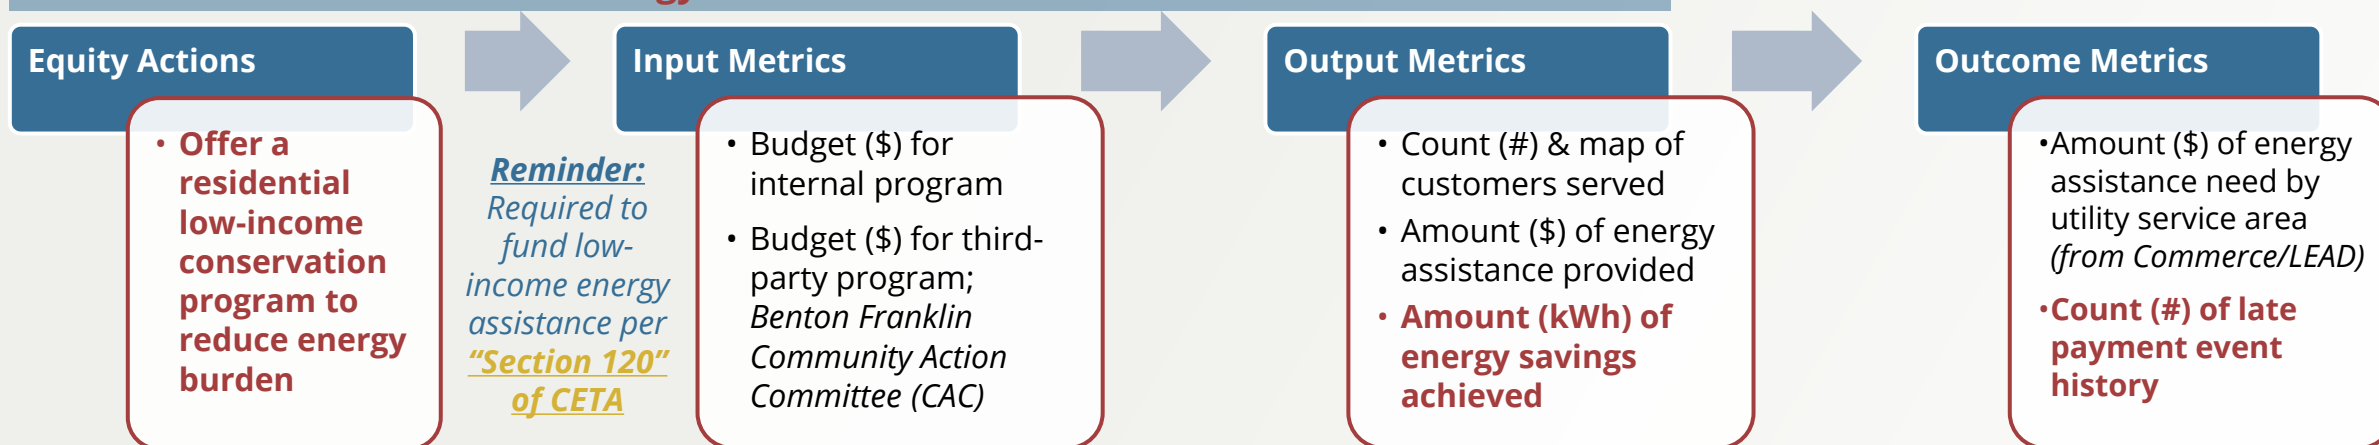 Equity Actions
• Offer a
residential
low-income
conservation
program to
reduce energy
burden
Reminder:
Required to
fund low-
income energy
assistance per
“Section 120”
of CETA
Input Metrics
• Budget ($) for
internal program
• Budget ($) for third-
party program;
Benton Franklin
Community Action
Committee (CAC)
Output Metrics
• Count (#) & map of
customers served
• Amount ($) of energy
assistance provided
• Amount (kWh) of
energy savings
achieved
Outcome Metrics
•Amount ($) of energy
assistance need by
utility service area
(from Commerce/LEAD)
•Count (#) of late
payment event
history